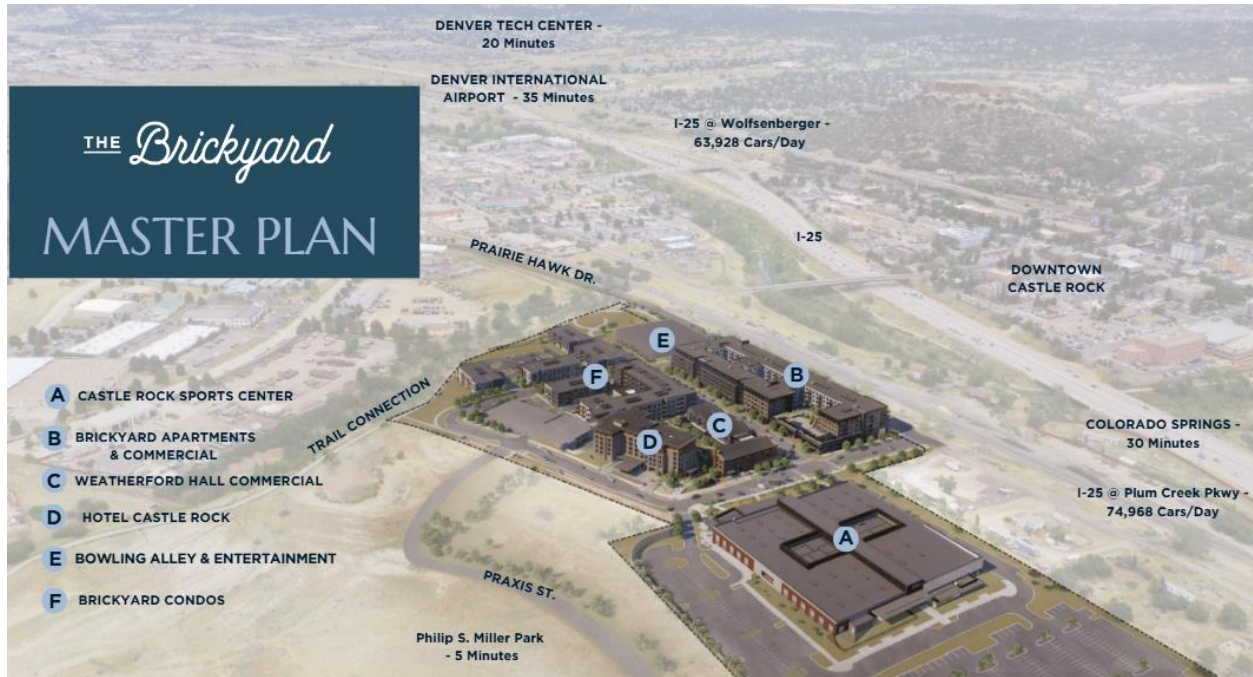 DENVER TECH CENTER -
20 Minutes
DENVER INTERNATIONAL
AIRPORT - 35 Minutes
I-25 @ Wolfsenberger -
63,928 Cars/Day
THE Brickyard
MASTER PLAN
PRAIRIE HAWK DR.
I-25
DOWNTOWN
CASTLE ROCK
E
B
F
C
D
A
TRAIL CONNECTION
A CASTLE ROCK SPORTS CENTER
B BRICKYARD APARTMENTS
& COMMERCIAL
C WEATHERFORD HALL COMMERCIAL
D HOTEL CASTLE ROCK
E BOWLING ALLEY & ENTERTAINMENT
F BRICKYARD CONDOS
COLORADO SPRINGS -
30 Minutes
I-25 @ Plum Creek Pkwy -
74,968 Cars/Day
PRAXIS ST.
Philip S. Miller Park
- 5 Minutes